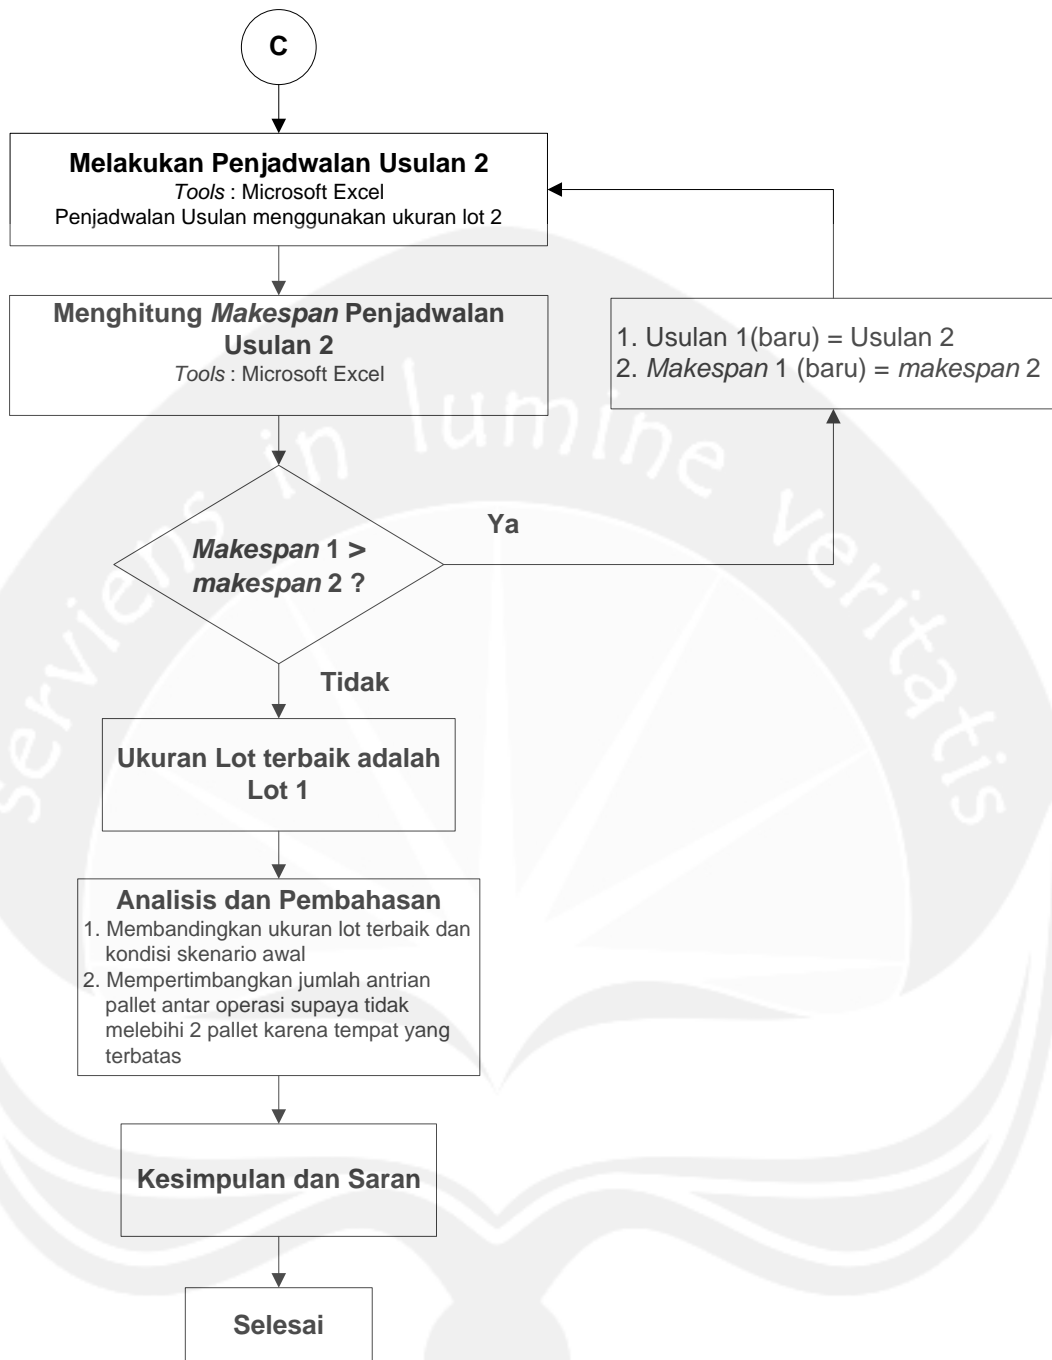 C
Melakukan Penjadwalan Usulan 2
Tools : Microsoft Excel
Penjadwalan Usulan menggunakan ukuran lot 2
Menghitung Makespan Penjadwalan
Usulan 2
Tools : Microsoft Excel
1. Usulan 1(baru) = Usulan 2
2. Makespan 1 (baru) = makespan 2
Makespan 1 >
makespan 2 ?
Ya
Tidak
Ukuran Lot terbaik adalah
Lot 1
Analisis dan Pembahasan
1. Membandingkan ukuran lot terbaik dan
kondisi skenario awal
2. Mempertimbangkan jumlah antrian
pallet antar operasi supaya tidak
melebihi 2 pallet karena tempat yang
terbatas
Kesimpulan dan Saran
Selesai
serviens in lumine veritatis